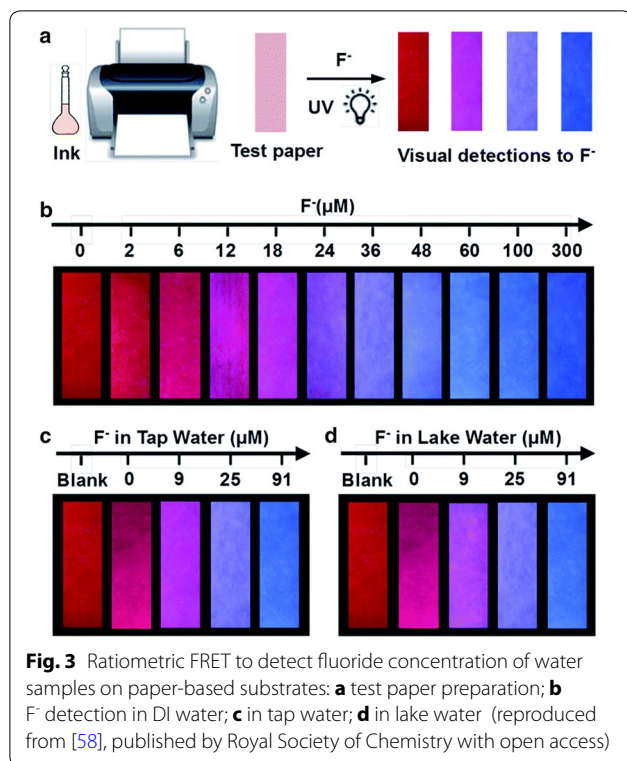 a
F⁻
UV
Ink
Test paper
Visual detections to F⁻
b
F⁻(μM)
0 2 6 12 18 24 36 48 60 100 300
c
F⁻ in Tap Water (μM)
Blank 0 9 25 91
d
F⁻ in Lake Water (μM)
Blank 0 9 25 91
Fig. 3 Ratiometric FRET to detect fluoride concentration of water
samples on paper-based substrates: a test paper preparation; b
F⁻ detection in DI water; c in tap water; d in lake water (reproduced
from [58], published by Royal Society of Chemistry with open access)